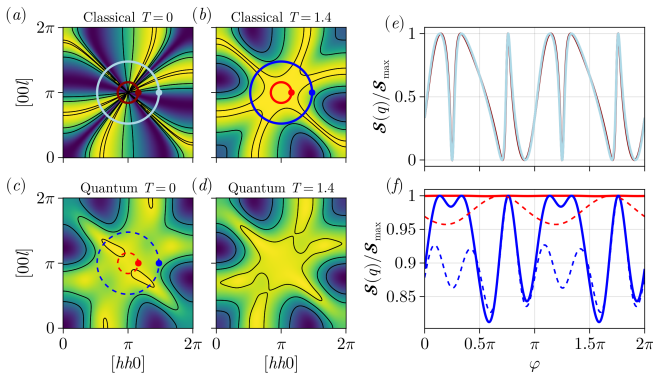 (a) Classical T = 0
(b) Classical T = 1.4
(e)
2π
π
0
[00l]
1
0.5
0
𝓢(q)/𝓢max
(c) Quantum T = 0
(d) Quantum T = 1.4
(f)
2π
π
0
[00l]
1
0.95
0.9
0.85
𝓢(q)/𝓢max
0 π 2π
0 π 2π
0 0.5π π 1.5π 2π
[hh0]
[hh0]
φ